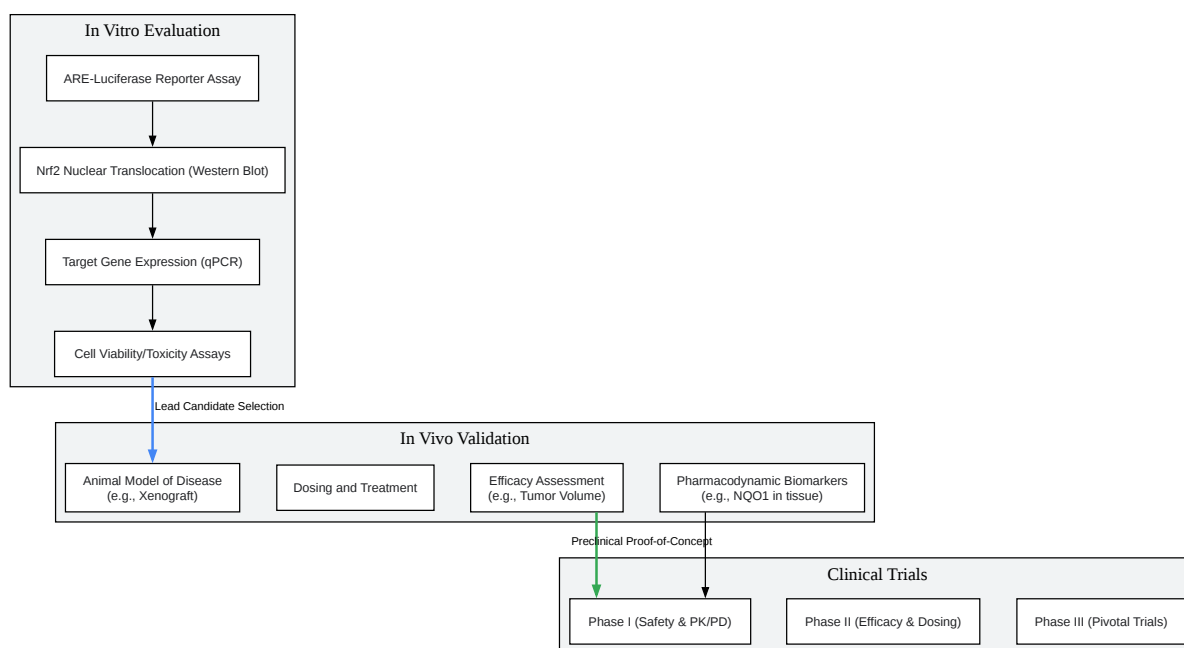 In Vitro Evaluation
ARE-Luciferase Reporter Assay
Nrf2 Nuclear Translocation (Western Blot)
Target Gene Expression (qPCR)
Cell Viability/Toxicity Assays
Lead Candidate Selection
In Vivo Validation
Animal Model of Disease
(e.g., Xenograft)
Dosing and Treatment
Efficacy Assessment
(e.g., Tumor Volume)
Pharmacodynamic Biomarkers
(e.g., NQO1 in tissue)
Preclinical Proof-of-Concept
Clinical Trials
Phase I (Safety & PK/PD)
Phase II (Efficacy & Dosing)
Phase III (Pivotal Trials)